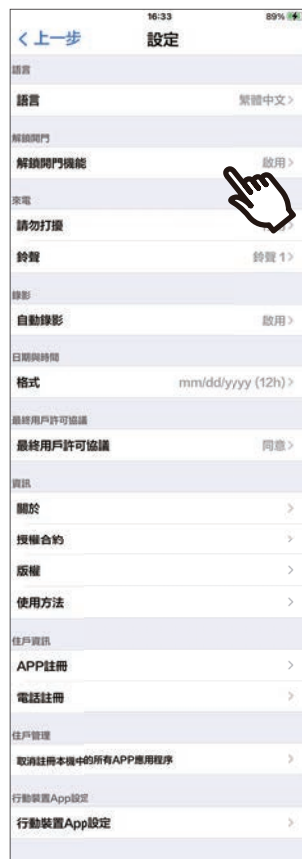 16:33
89%
上一步
設定
語言
語言
繁體中文
解鎖開門
解鎖開門機能
啟用
來電
請勿打擾
鈴聲
鈴聲 1
錄影
自動錄影
啟用
日期與時間
格式
mm/dd/yyyy (12h)
最終用戶許可協議
最終用戶許可協議
同意
資訊
關於
授權合約
版權
使用方法
住戶資訊
APP註冊
電話註冊
住戶管理
取消註冊本機中的所有APP應用程序
行動裝置App設定
行動裝置App設定